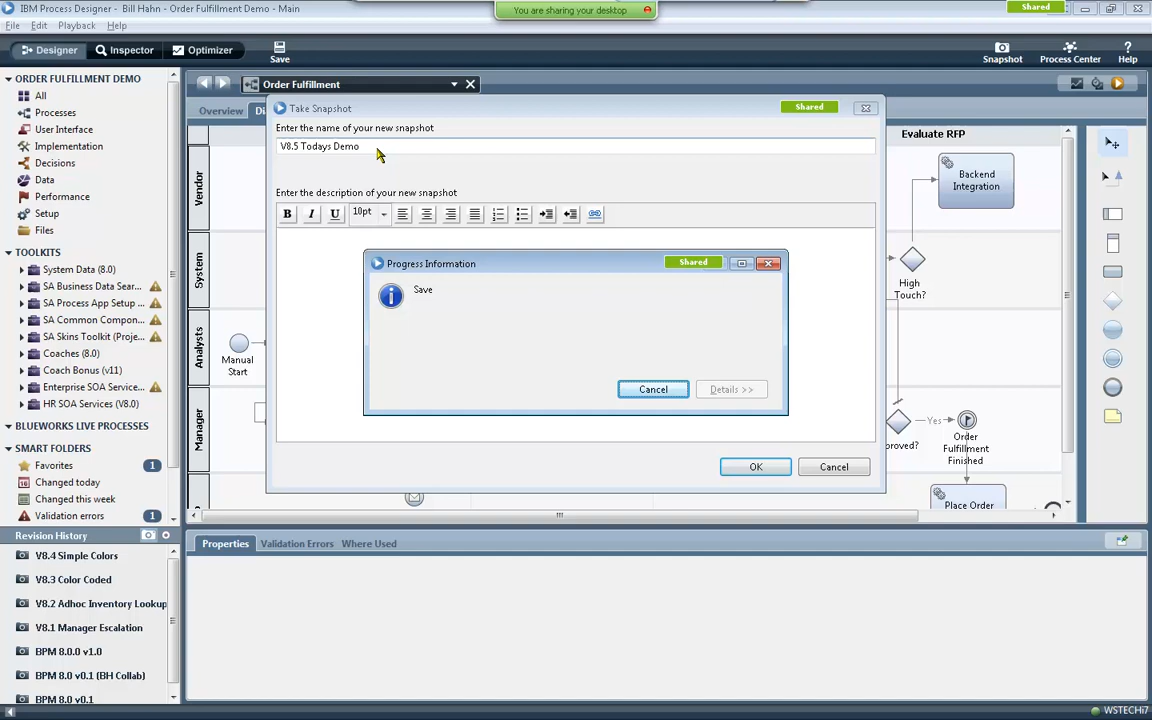 IBM Process Designer - Bill Hahn - Order Fulfillment Demo - Main
You are sharing your desktop
Shared
File Edit Playback Help
Designer Inspector Optimizer
Save
Snapshot
Process Center
Help
ORDER FULFILLMENT DEMO
All
Processes
User Interface
Implementation
Decisions
Data
Performance
Setup
Files
TOOLKITS
System Data (8.0)
SA Business Data Sear...
SA Process App Setup ...
SA Common Compon...
SA Skins Toolkit (Proje...
Coaches (8.0)
Coach Bonus (v11)
Enterprise SOA Service...
HR SOA Services (V8.0)
BLUEWORKS LIVE PROCESSES
SMART FOLDERS
Favorites 1
Changed today
Changed this week
Validation errors 1
Revision History
V8.4 Simple Colors
V8.3 Color Coded
V8.2 Adhoc Inventory Lookup
V8.1 Manager Escalation
BPM 8.0.0 v1.0
BPM 8.0 v0.1 (BH Collab)
BPM 8.0 v0.1
Order Fulfillment
Overview
Take Snapshot
Shared
Enter the name of your new snapshot
V8.5 Todays Demo
Enter the description of your new snapshot
B I U 10pt
Progress Information
Shared
Save
Cancel Details >>
OK Cancel
Vendor
System
Analysts
Manager
Manual
Start
Evaluate RFP
Backend
Integration
High
Touch?
oved?
Yes
Order
Fulfillment
Finished
Place Order
Properties Validation Errors Where Used
WSTECHi7